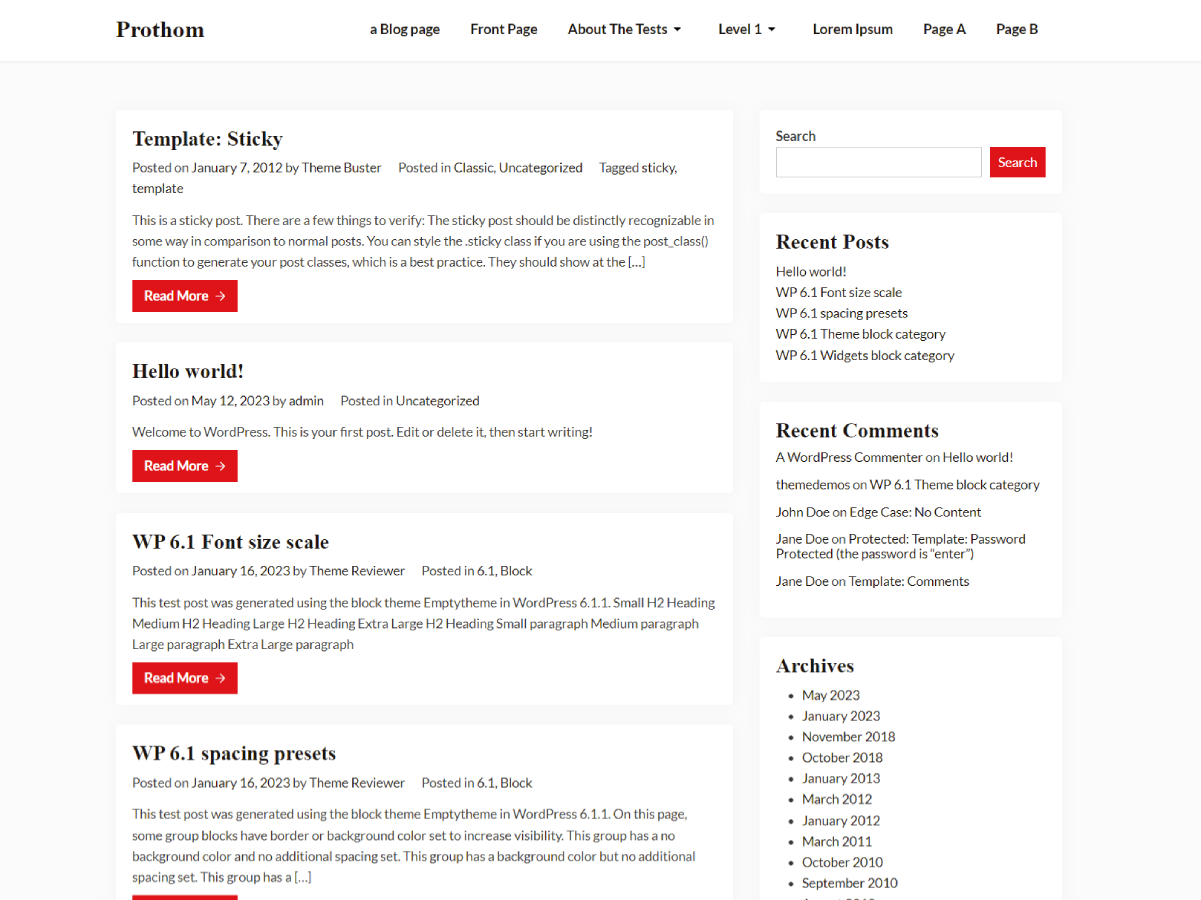 Prothom
a Blog page
Front Page
About The Tests
Level 1
Lorem Ipsum
Page A
Page B
Template: Sticky
Posted on January 7, 2012 by Theme Buster Posted in Classic, Uncategorized Tagged sticky,
template
This is a sticky post. There are a few things to verify: The sticky post should be distinctly recognizable in
some way in comparison to normal posts. You can style the .sticky class if you are using the post_class()
function to generate your post classes, which is a best practice. They should show at the […]
Read More →
Hello world!
Posted on May 12, 2023 by admin Posted in Uncategorized
Welcome to WordPress. This is your first post. Edit or delete it, then start writing!
Read More →
WP 6.1 Font size scale
Posted on January 16, 2023 by Theme Reviewer Posted in 6.1, Block
This test post was generated using the block theme Emptytheme in WordPress 6.1.1. Small H2 Heading
Medium H2 Heading Large H2 Heading Extra Large H2 Heading Small paragraph Medium paragraph
Large paragraph Extra Large paragraph
Read More →
WP 6.1 spacing presets
Posted on January 16, 2023 by Theme Reviewer Posted in 6.1, Block
This test post was generated using the block theme Emptytheme in WordPress 6.1.1. On this page,
some group blocks have border or background color set to increase visibility. This group has a no
background color and no additional spacing set. This group has a background color but no additional
spacing set. This group has a […]
Search
Search
Recent Posts
Hello world!
WP 6.1 Font size scale
WP 6.1 spacing presets
WP 6.1 Theme block category
WP 6.1 Widgets block category
Recent Comments
A WordPress Commenter on Hello world!
themedemos on WP 6.1 Theme block category
John Doe on Edge Case: No Content
Jane Doe on Protected: Template: Password
Protected (the password is “enter”)
Jane Doe on Template: Comments
Archives
• May 2023
• January 2023
• November 2018
• October 2018
• January 2013
• March 2012
• January 2012
• March 2011
• October 2010
• September 2010